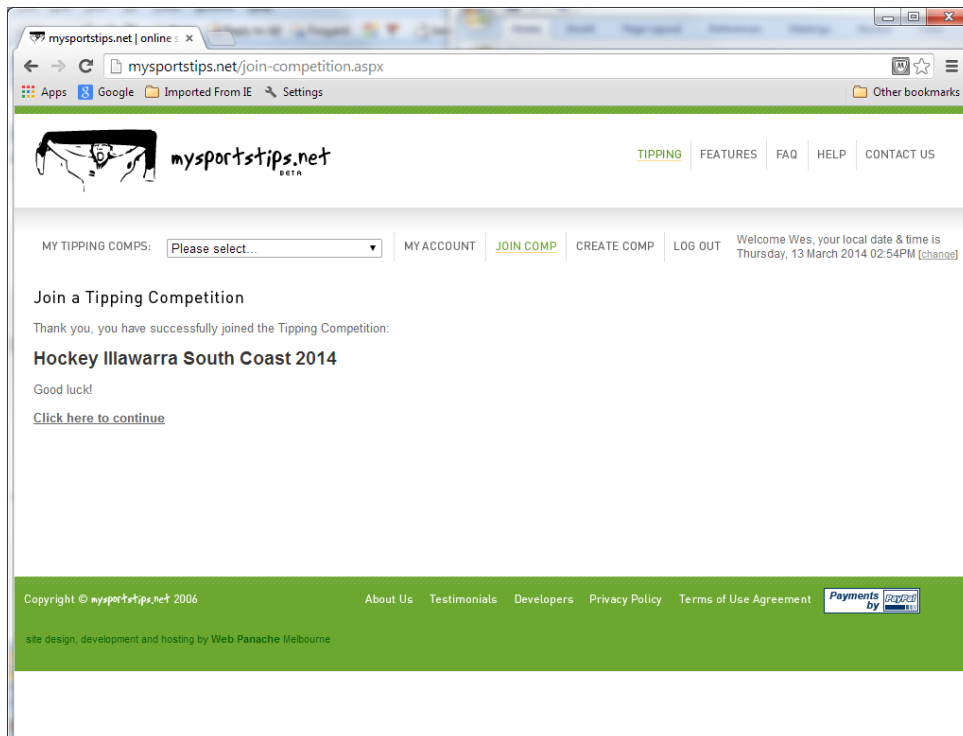 mysportstips.net | online s
mysportstips.net/join-competition.aspx
Apps Google Imported From IE Settings Other bookmarks
mysportstips.net
BETA
TIPPING FEATURES FAQ HELP CONTACT US
MY TIPPING COMPS: Please select... MY ACCOUNT JOIN COMP CREATE COMP LOG OUT
Welcome Wes, your local date & time is
Thursday, 13 March 2014 02:54PM [change]
Join a Tipping Competition
Thank you, you have successfully joined the Tipping Competition:
Hockey Illawarra South Coast 2014
Good luck!
Click here to continue
Copyright © mysportstips.net 2006 About Us Testimonials Developers Privacy Policy Terms of Use Agreement Payments by PayPal
site design, development and hosting by Web Panache Melbourne